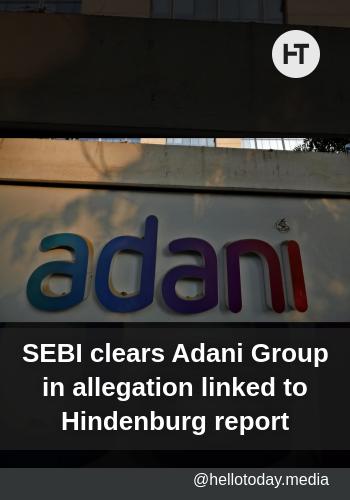 HT
adani
SEBI clears Adani Group
in allegation linked to
Hindenburg report
@hellotoday.media